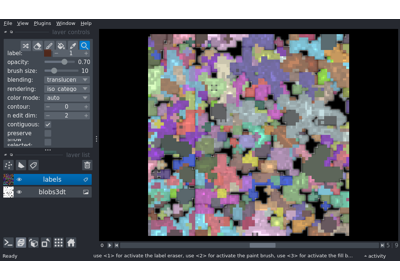 File View Plugins Window Help
layer controls
label: 1
opacity: 0.70
brush size: 10
blending: translucen
rendering: iso_catego
color mode: auto
contour: 0
n edit dim: 2
contiguous:
preserve
show
selected:
layer list
labels
blobs3dt
Ready
use <1> for activate the label eraser, use <2> for activate the paint brush, use <3> for activate the fill b...
activity